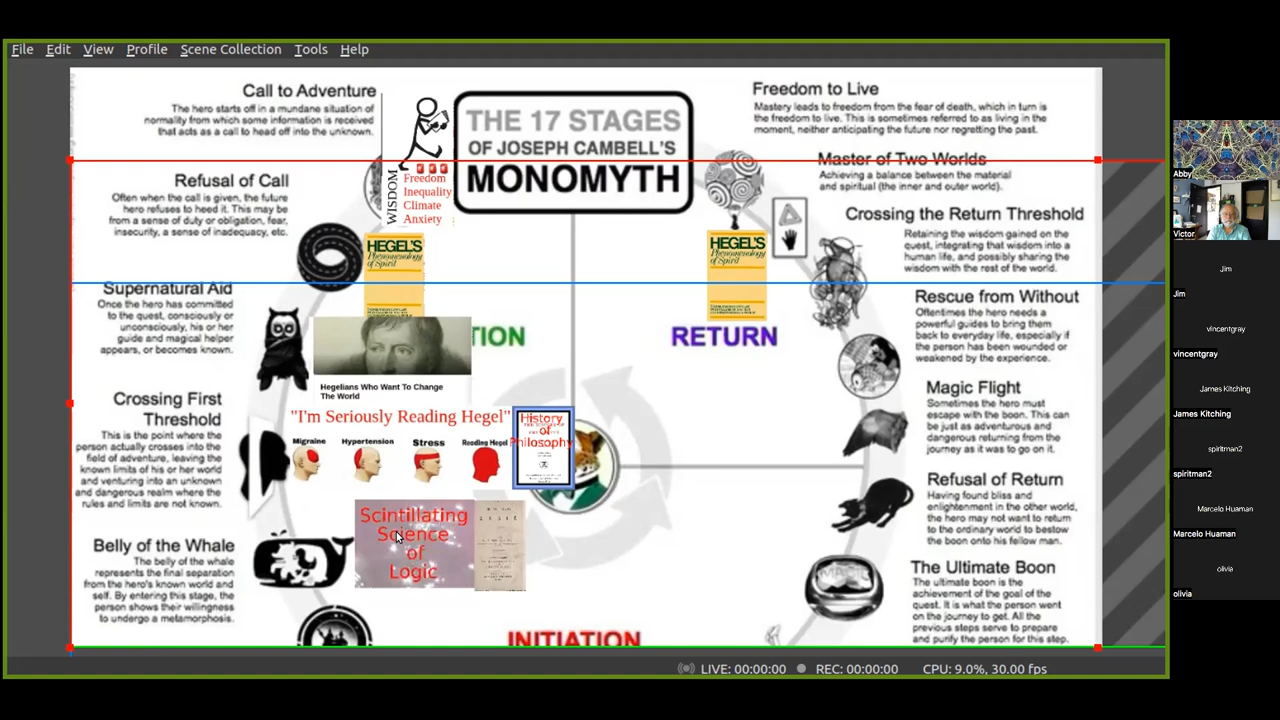 File Edit View Profile Scene Collection Tools Help
Call to Adventure
The hero starts off in a mundane situation of
normality from which some information is received
that acts as a call to head off into the unknown.
THE 17 STAGES
OF JOSEPH CAMBELL'S
MONOMYTH
Freedom to Live
Mastery leads to freedom from the fear of death, which in turn is
the freedom to live. This is sometimes referred to as living in the
moment, neither anticipating the future nor regretting the past.
Refusal of Call
Often when the call is given, the future
hero refuses to heed it. This may be
from a sense of duty or obligation, fear,
insecurity, a sense of inadequacy, etc.
WISDOM
Freedom
Inequality
Climate
Anxiety
Master of Two Worlds
Achieving a balance between the material
and spiritual (the inner and outer world).
Crossing the Return Threshold
Retaining the wisdom gained on the
quest, integrating that wisdom into a
human life, and possibly sharing the
wisdom with the rest of the world.
HEGEL'S
Phenomenology
of Spirit
HEGEL'S
Phenomenology
of Spirit
Supernatural Aid
Once the hero has committed
to the quest, consciously or
unconsciously, his or her
guide and magical helper
appears, or becomes known.
TION
RETURN
Rescue from Without
Oftentimes the hero needs a
powerful guides to bring them
back to everyday life, especially if
the person has been wounded or
weakened by the experience.
Hegelians Who Want To Change
The World
"I'm Seriously Reading Hegel"
Migraine Hypertension Stress Reading Hegel
History
of
Philosophy
Crossing First
Threshold
This is the point where the
person actually crosses into the
field of adventure, leaving the
known limits of his or her world
and venturing into an unknown
and dangerous realm where the
rules and limits are not known.
Magic Flight
Sometimes the hero must
escape with the boon. This can
be just as adventurous and
dangerous returning from the
journey as it was to go on it.
Scintillating
Science
of
Logic
Refusal of Return
Having found bliss and
enlightenment in the other world,
the hero may not want to return
to the ordinary world to bestow
the boon onto his fellow man.
Belly of the Whale
The belly of the whale
represents the final separation
from the hero's known world and
self. By entering this stage, the
person shows their willingness
to undergo a metamorphosis.
The Ultimate Boon
The ultimate boon is the
achievement of the goal of the
quest. It is what the person went
on the journey to get. All the
previous steps serve to prepare
and purify the person for this step.
INITIATION
LIVE: 00:00:00 REC: 00:00:00 CPU: 9.0%, 30.00 fps
Abby
Victor
Jim
Jim
vincentgray
vincentgray
James Kitching
James Kitching
spiritman2
spiritman2
Marcelo Huaman
Marcelo Huaman
olivia
olivia